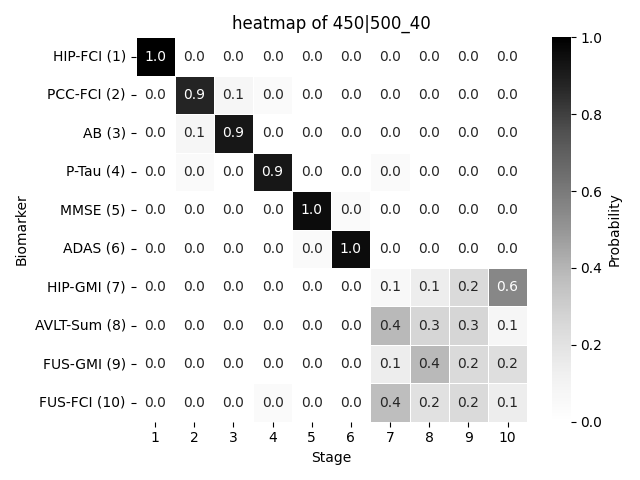 heatmap of 450|500_40
HIP-FCI (1) 1.0 0.0 0.0 0.0 0.0 0.0 0.0 0.0 0.0 0.0
PCC-FCI (2) 0.0 0.9 0.1 0.0 0.0 0.0 0.0 0.0 0.0 0.0
AB (3) 0.0 0.1 0.9 0.0 0.0 0.0 0.0 0.0 0.0 0.0
P-Tau (4) 0.0 0.0 0.0 0.9 0.0 0.0 0.0 0.0 0.0 0.0
MMSE (5) 0.0 0.0 0.0 0.0 1.0 0.0 0.0 0.0 0.0 0.0
ADAS (6) 0.0 0.0 0.0 0.0 0.0 1.0 0.0 0.0 0.0 0.0
HIP-GMI (7) 0.0 0.0 0.0 0.0 0.0 0.0 0.1 0.1 0.2 0.6
AVLT-Sum (8) 0.0 0.0 0.0 0.0 0.0 0.0 0.4 0.3 0.3 0.1
FUS-GMI (9) 0.0 0.0 0.0 0.0 0.0 0.0 0.1 0.4 0.2 0.2
FUS-FCI (10) 0.0 0.0 0.0 0.0 0.0 0.0 0.4 0.2 0.2 0.1
1 2 3 4 5 6 7 8 9 10
Stage
Biomarker
1.0
0.8
0.6
0.4
0.2
0.0
Probability